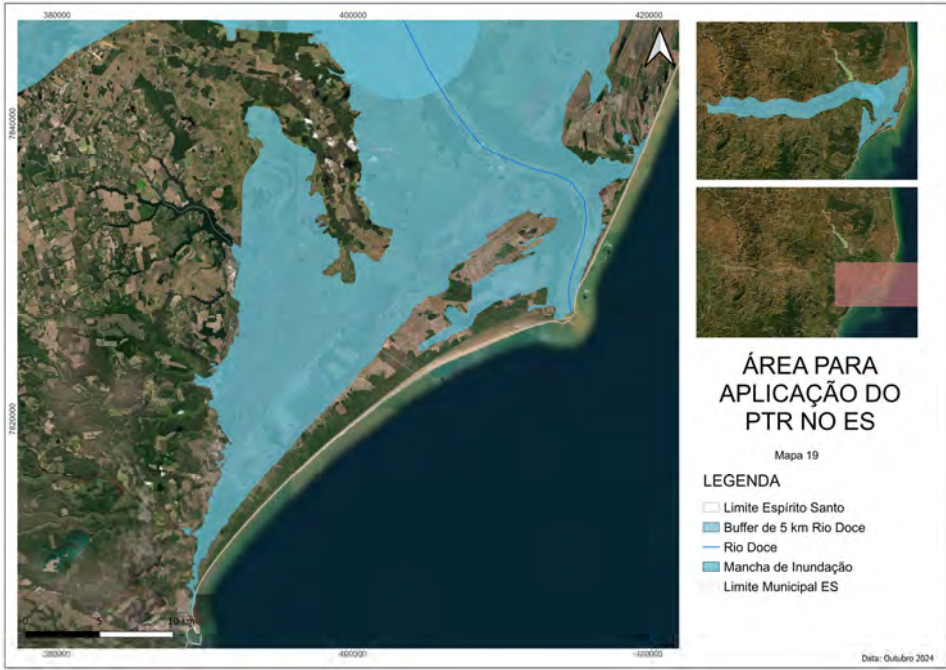 380000
400000
420000
7840000
7820000
0
5
10 km
380000
400000
420000
ÁREA PARA
APLICAÇÃO DO
PTR NO ES
Mapa 19
LEGENDA
Limite Espírito Santo
Buffer de 5 km Rio Doce
Rio Doce
Mancha de Inundação
Limite Municipal ES
Data: Outubro 2024